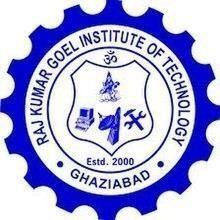 RAJ KUMAR GOEL INSTITUTE OF TECHNOLOGY
ॐ
Estd. 2000
GHAZIABAD